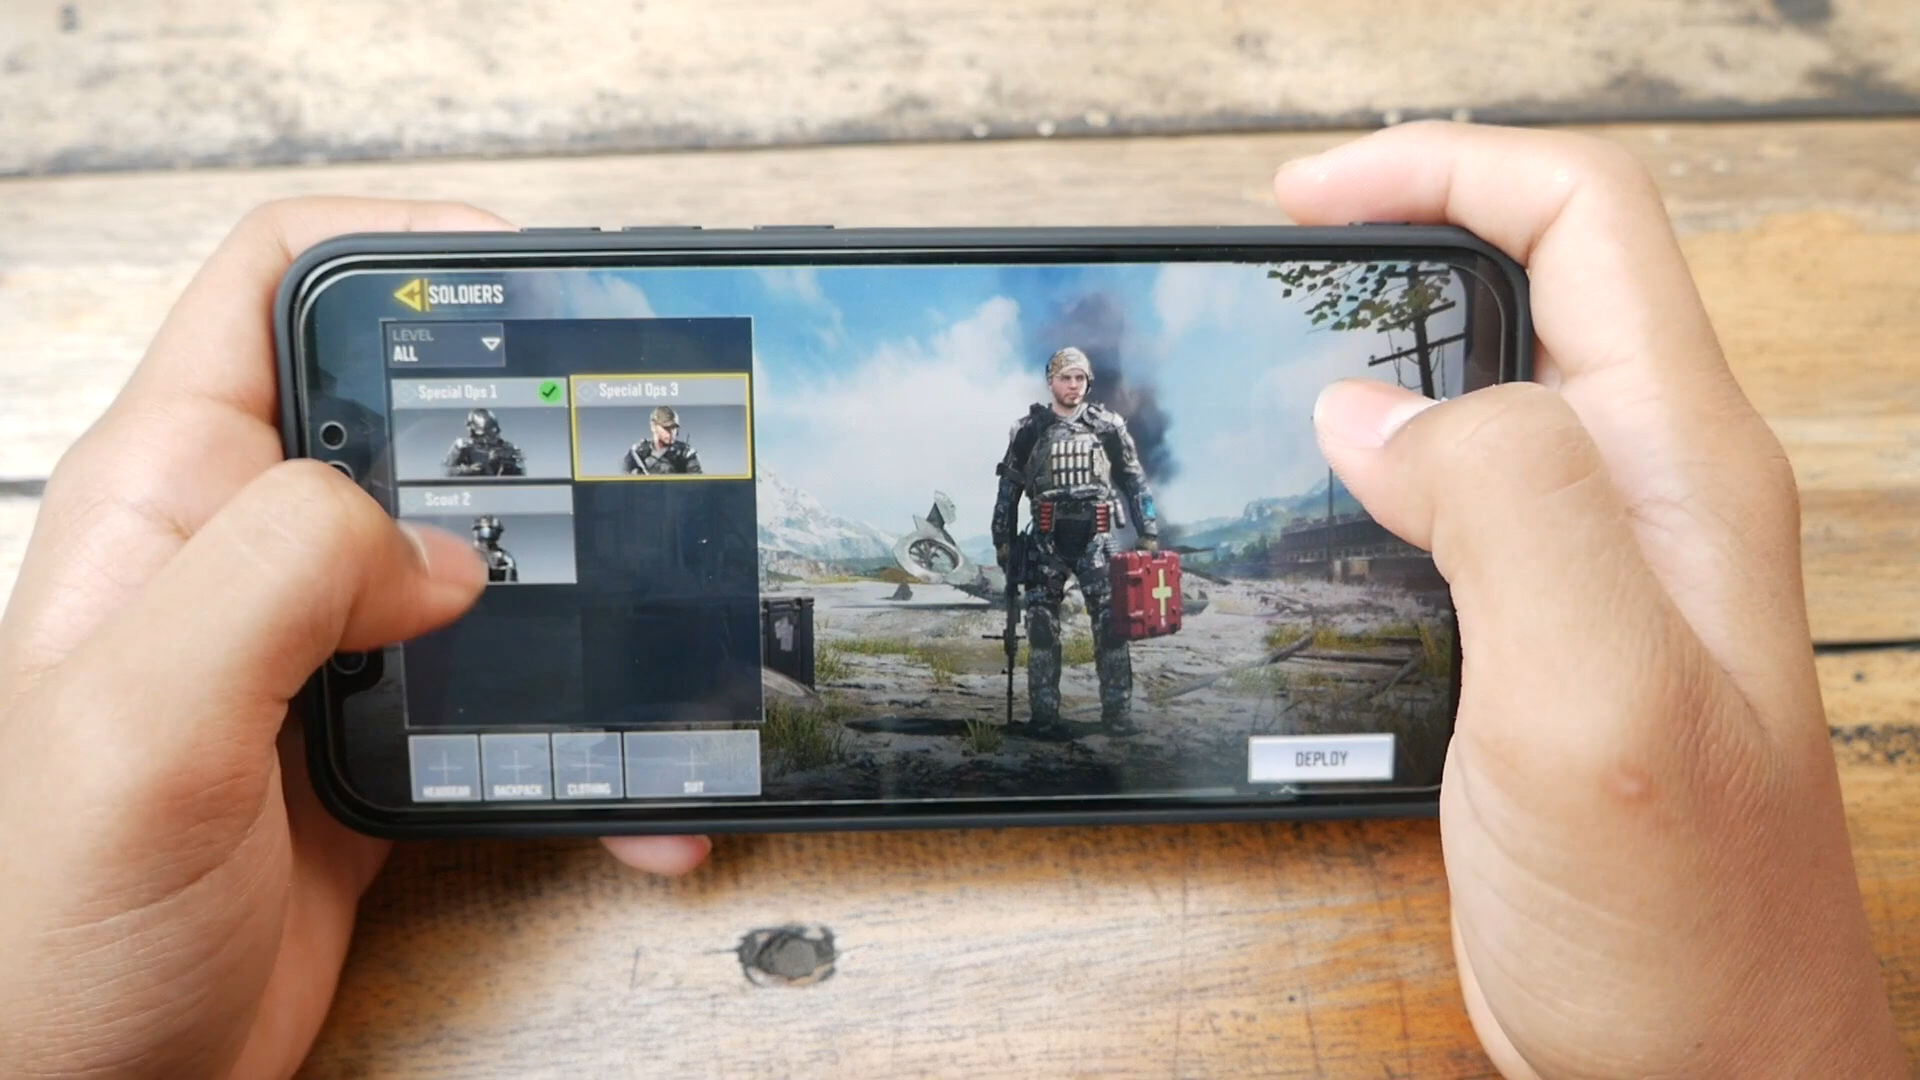 SOLDIERS
LEVEL
ALL
Special Ops 1
Special Ops 3
Scout 2
HEADGEAR
BACKPACK
CLOTHING
SUIT
DEPLOY